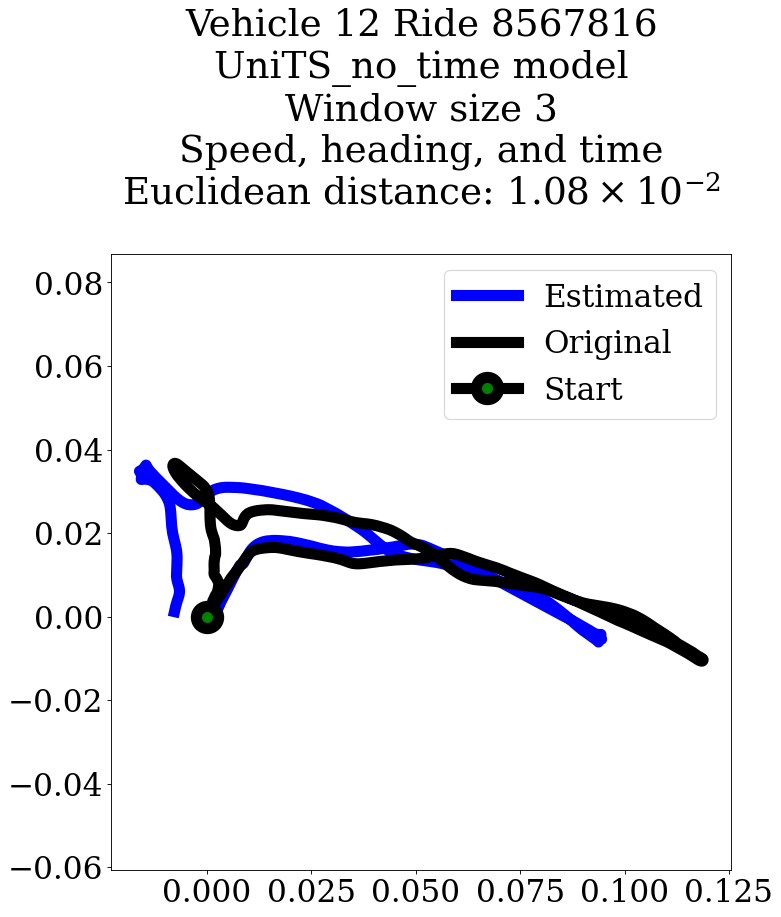 Vehicle 12 Ride 8567816
UniTS_no_time model
Window size 3
Speed, heading, and time
Euclidean distance: 1.08 × 10⁻²
Estimated
Original
Start
0.08
0.06
0.04
0.02
0.00
−0.02
−0.04
−0.06
0.000 0.025 0.050 0.075 0.100 0.125